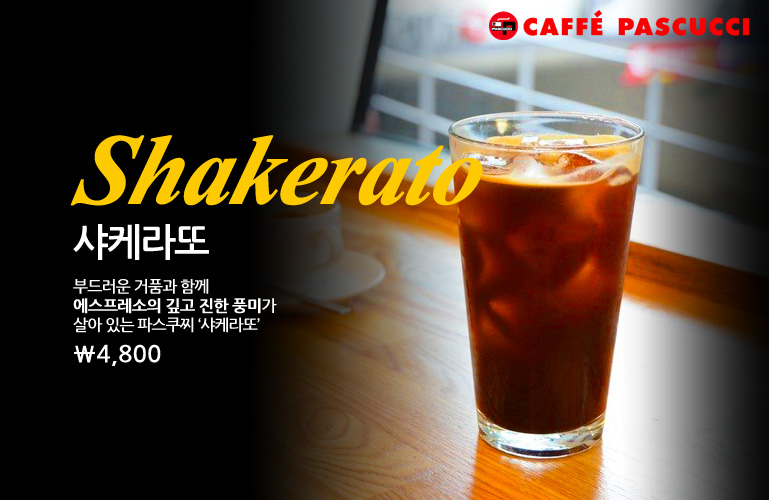 PASCUCCI
CAFFÉ PASCUCCI
Shakerato
샤케라또
부드러운 거품과 함께
에스프레소의 깊고 진한 풍미가
살아 있는 파스쿠찌 ‘샤케라또’
₩4,800